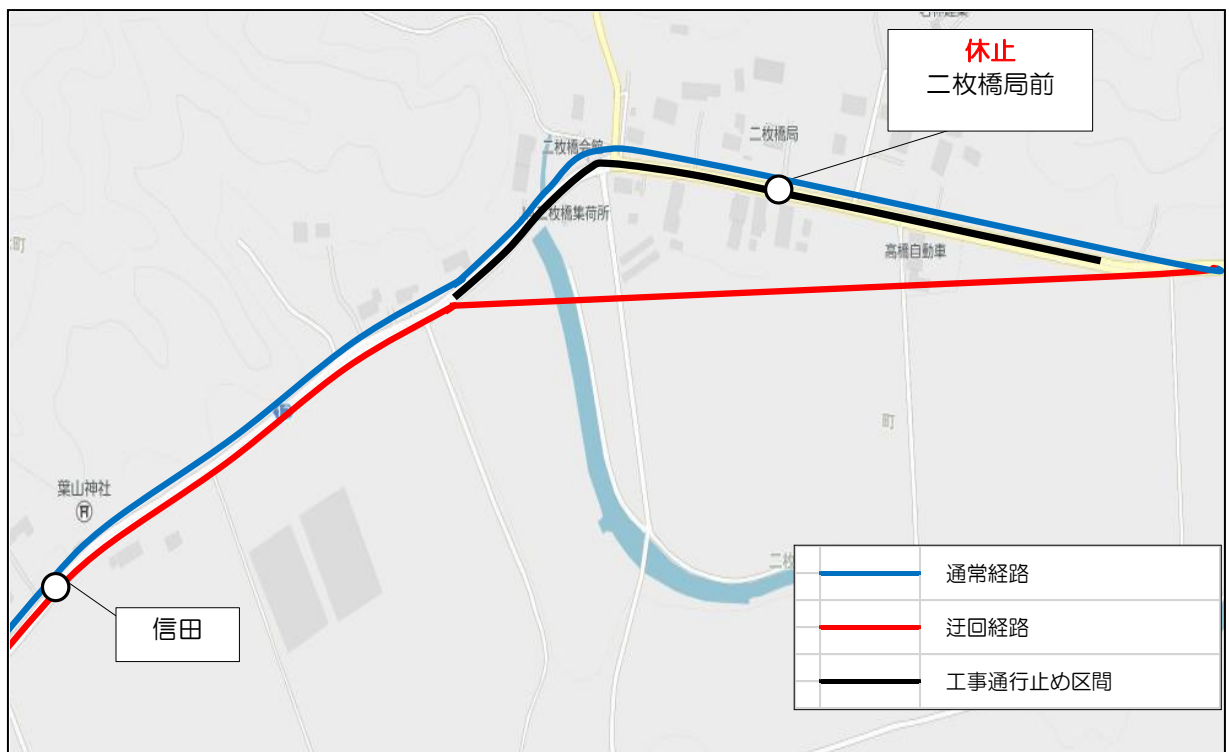 休止
二枚橋局前
二枚橋局
二枚橋会館
二枚橋集荷所
高橋自動車
町
町
葉山神社
信田
通常経路
迂回経路
工事通行止め区間